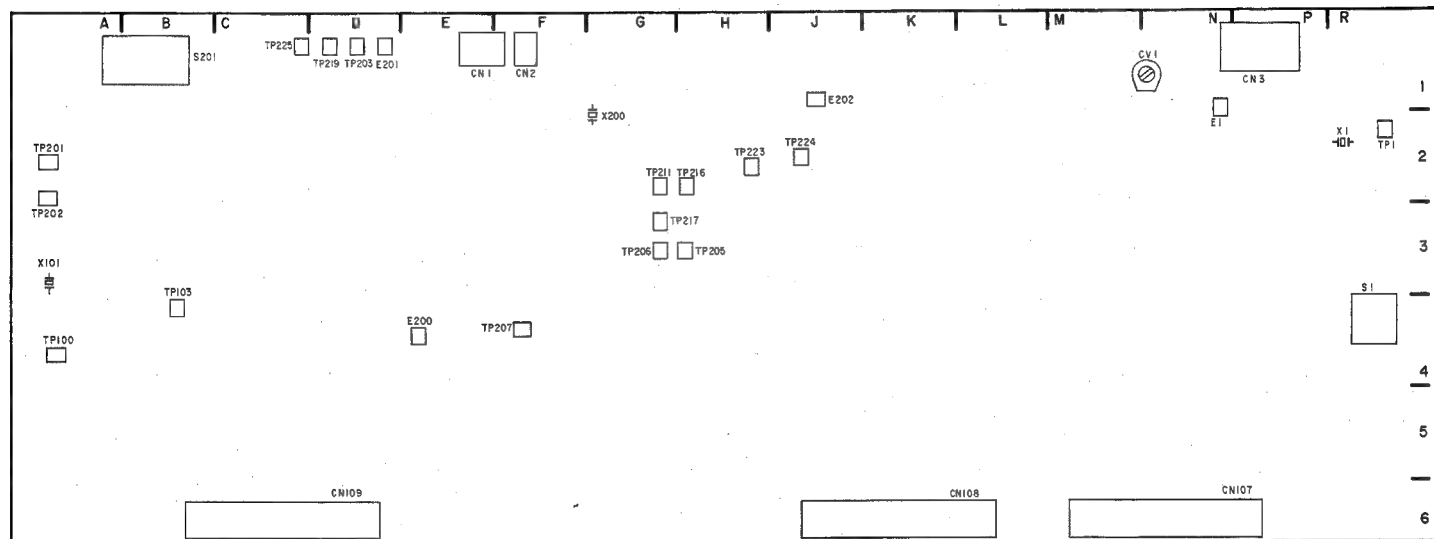 A B C D E F G H J K L M N P R
S201
TP225
TP219 TP203 E201
CN1 CN2
CV1
CN3
1
E202
X200
E1
X1
TP1
TP201
TP223
TP224
2
TP211 TP216
TP202
TP217
TP206
TP205
3
X101
TP103
S1
E200
TP207
TP100
4
5
CN109
CN108
CN107
6